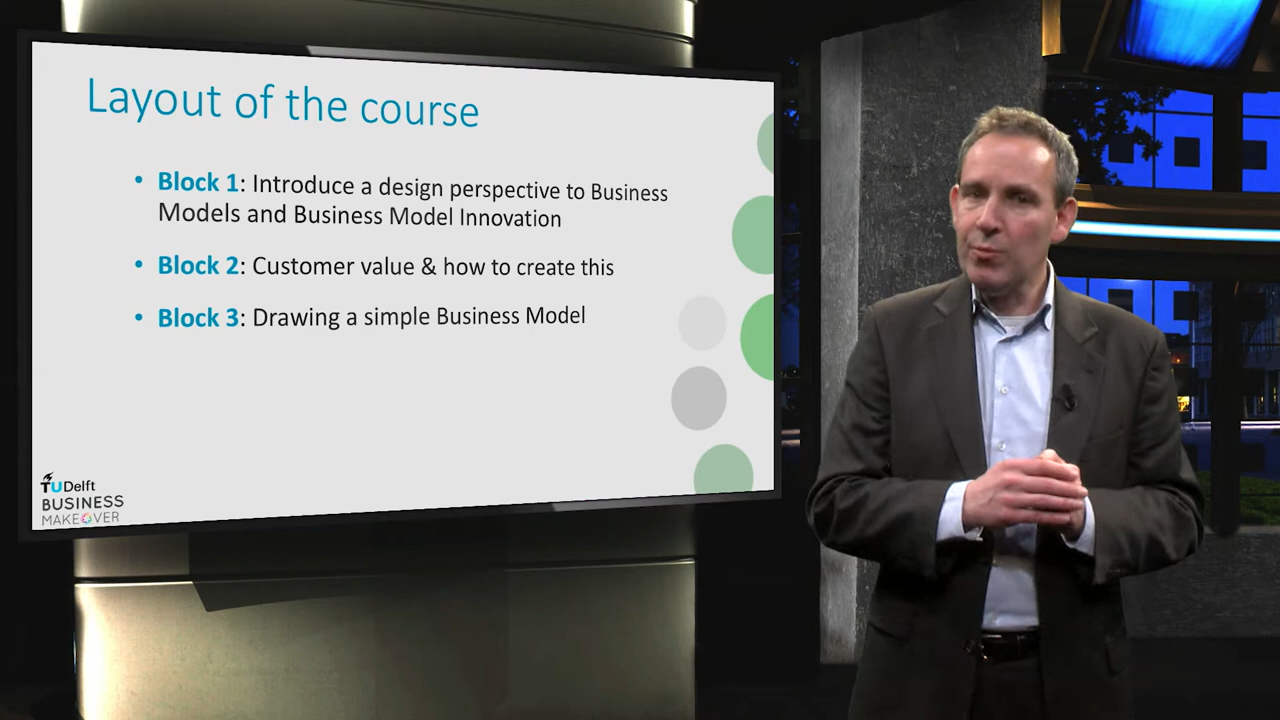 Layout of the course
• Block 1: Introduce a design perspective to Business
Models and Business Model Innovation
• Block 2: Customer value & how to create this
• Block 3: Drawing a simple Business Model
TUDelft
BUSINESS
MAKEOVER